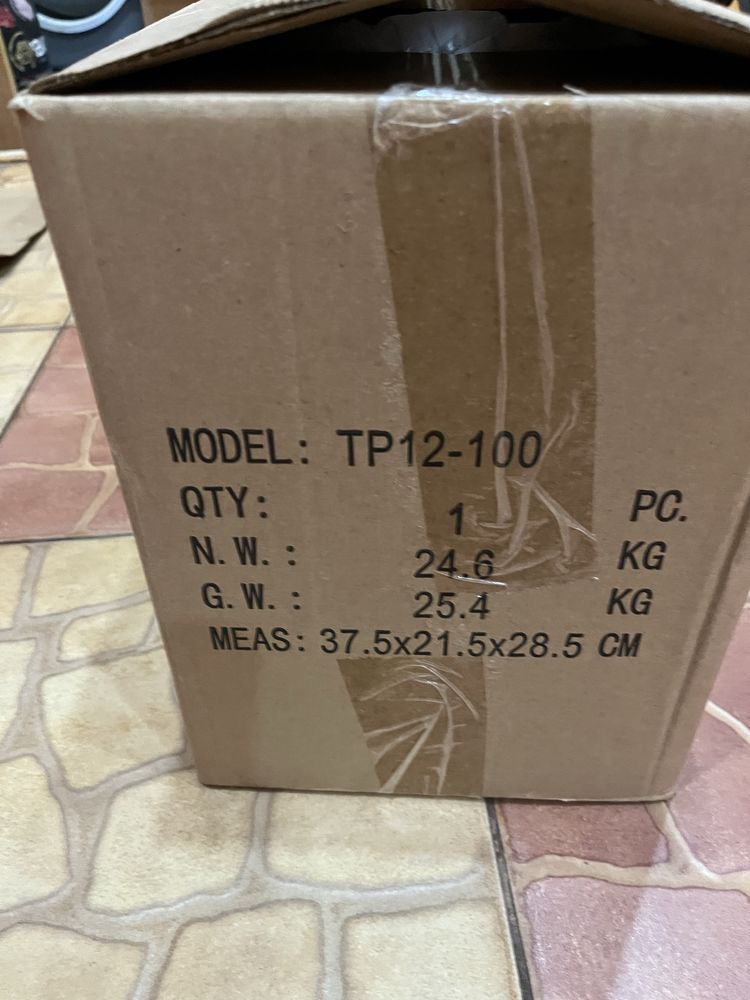 MODEL: TP12-100
QTY: 1 PC.
N.W.: 24.6 KG
G.W.: 25.4 KG
MEAS: 37.5x21.5x28.5 CM